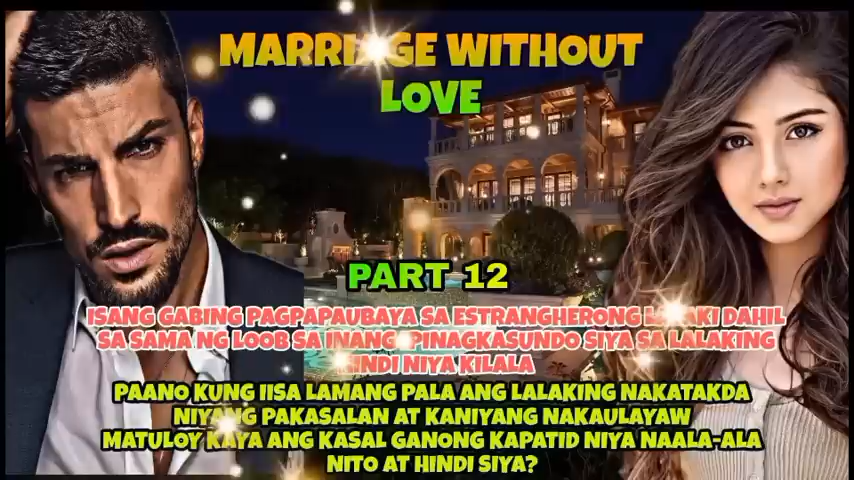 MARRIAGE WITHOUT
LOVE
PART 12
ISANG GABING PAGPAPAUBAYA SA ESTRANGHERONG LALAKI DAHIL
SA SAMA NG LOOB SA INANG PINAGKASUNDO SIYA SA LALAKING
HINDI NIYA KILALA
PAANO KUNG IISA LAMANG PALA ANG LALAKING NAKATAKDA
NIYANG PAKASALAN AT KANIYANG NAKAULAYAW
MATULOY KAYA ANG KASAL GANONG KAPATID NIYA NAALA-ALA
NITO AT HINDI SIYA?